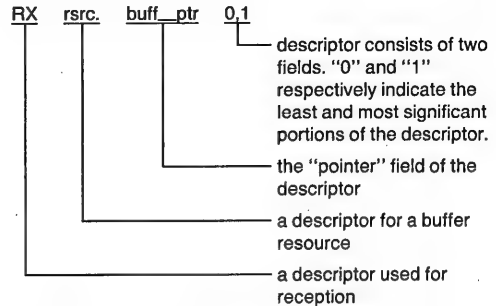 RX rsrc. buff__ptr 0,1
descriptor consists of two
fields. "0" and "1"
respectively indicate the
least and most significant
portions of the descriptor.
the "pointer" field of the
descriptor
a descriptor for a buffer
resource
a descriptor used for
reception